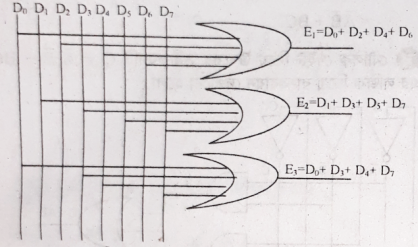 D₀ D₁ D₂ D₃ D₄ D₅ D₆ D₇
E₁=D₀+ D₂+ D₄+ D₆
E₂=D₁+ D₃+ D₅+ D₇
E₃=D₀+ D₃+ D₄+ D₇